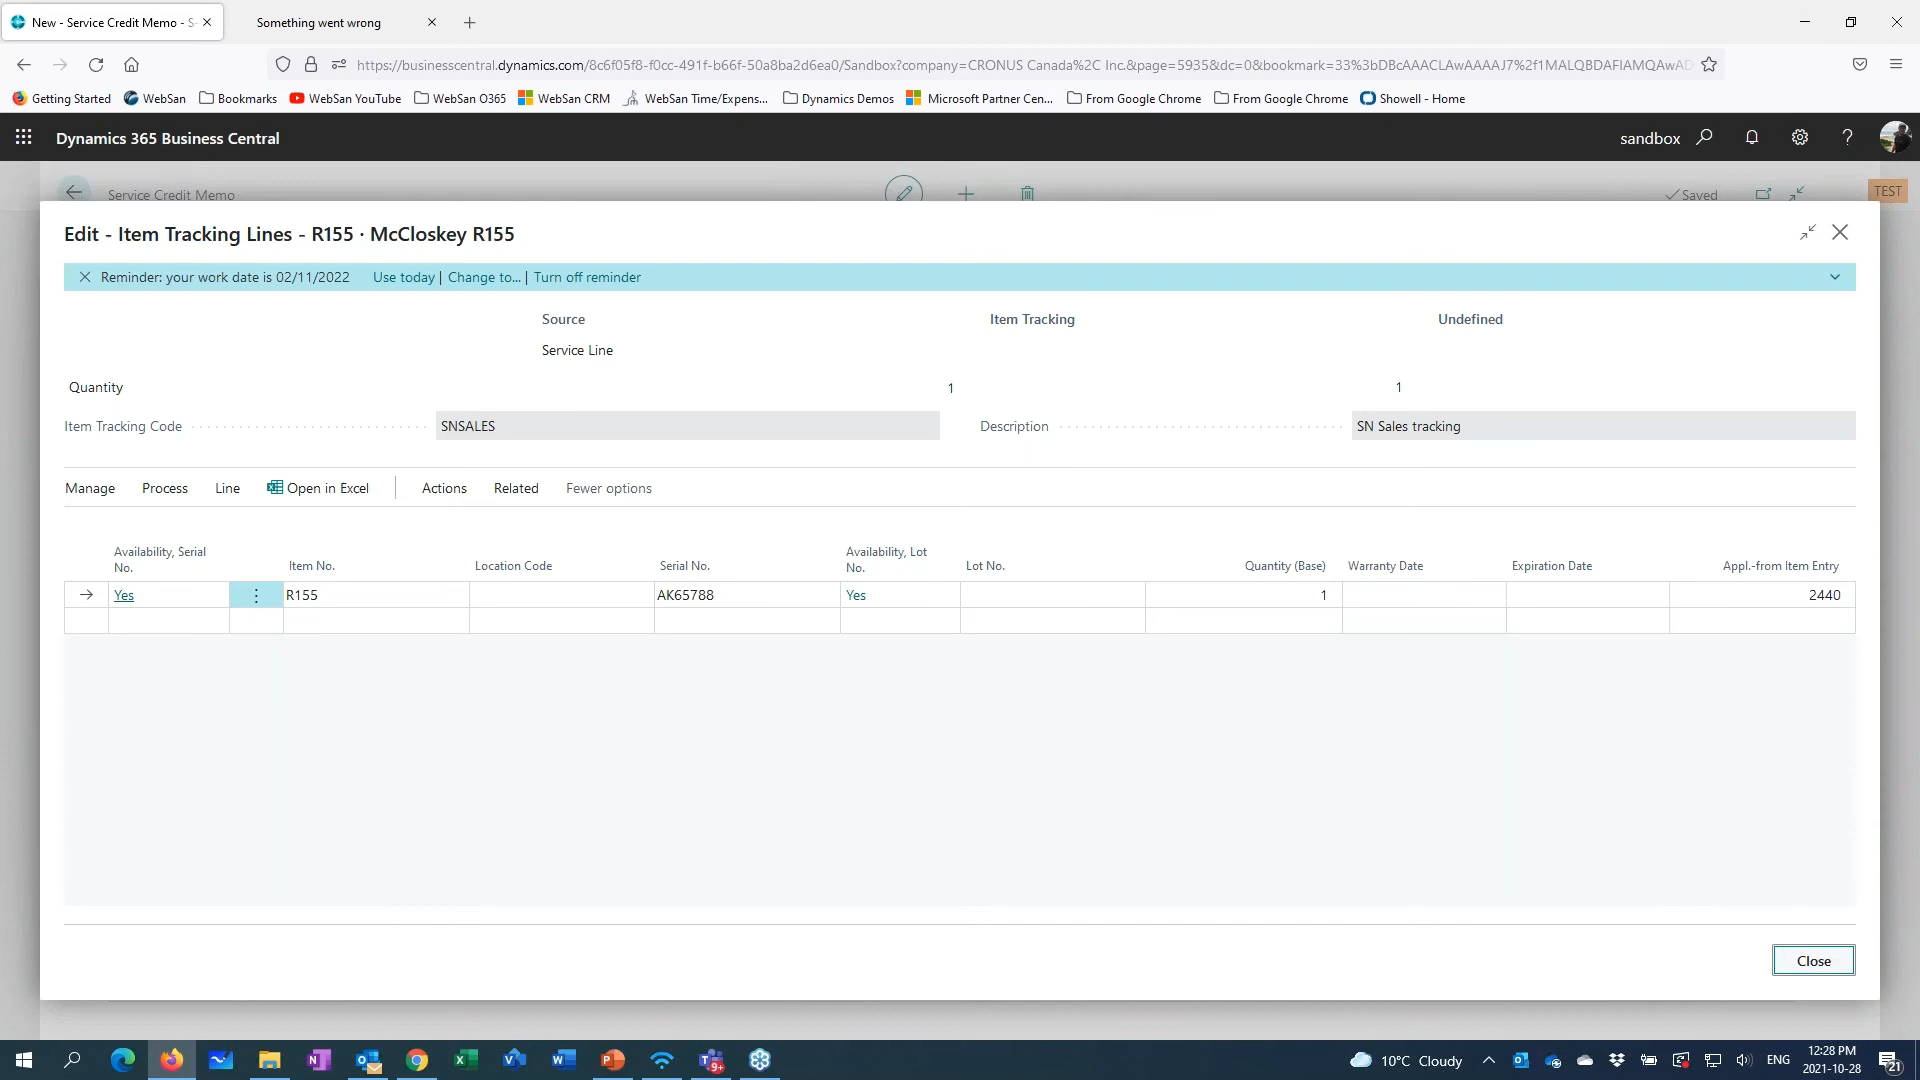 New - Service Credit Memo - S
Something went wrong
https://businesscentral.dynamics.com/8c6f05f8-f0cc-491f-b66f-50a8ba2d6ea0/Sandbox?company=CRONUS Canada%2C Inc.&page=5935&dc=0&bookmark=33%3bDBcAAACLAwAAAAJ7%2f1MALQBDAFIAMQAwAD
Getting Started WebSan Bookmarks WebSan YouTube WebSan O365 WebSan CRM WebSan Time/Expens... Dynamics Demos Microsoft Partner Cen... From Google Chrome From Google Chrome Showell - Home
Dynamics 365 Business Central
sandbox
Service Credit Memo
Saved
TEST
Edit - Item Tracking Lines - R155 · McCloskey R155
Reminder: your work date is 02/11/2022 Use today | Change to... | Turn off reminder
Source Item Tracking Undefined
Service Line
Quantity 1 1
Item Tracking Code SNSALES Description SN Sales tracking
Manage Process Line Open in Excel Actions Related Fewer options
Availability, Serial No. Item No. Location Code Serial No. Availability, Lot No. Lot No. Quantity (Base) Warranty Date Expiration Date Appl.-from Item Entry
Yes R155 AK65788 Yes 1 2440
Close
10°C Cloudy
ENG
12:28 PM
2021-10-28
9+
21